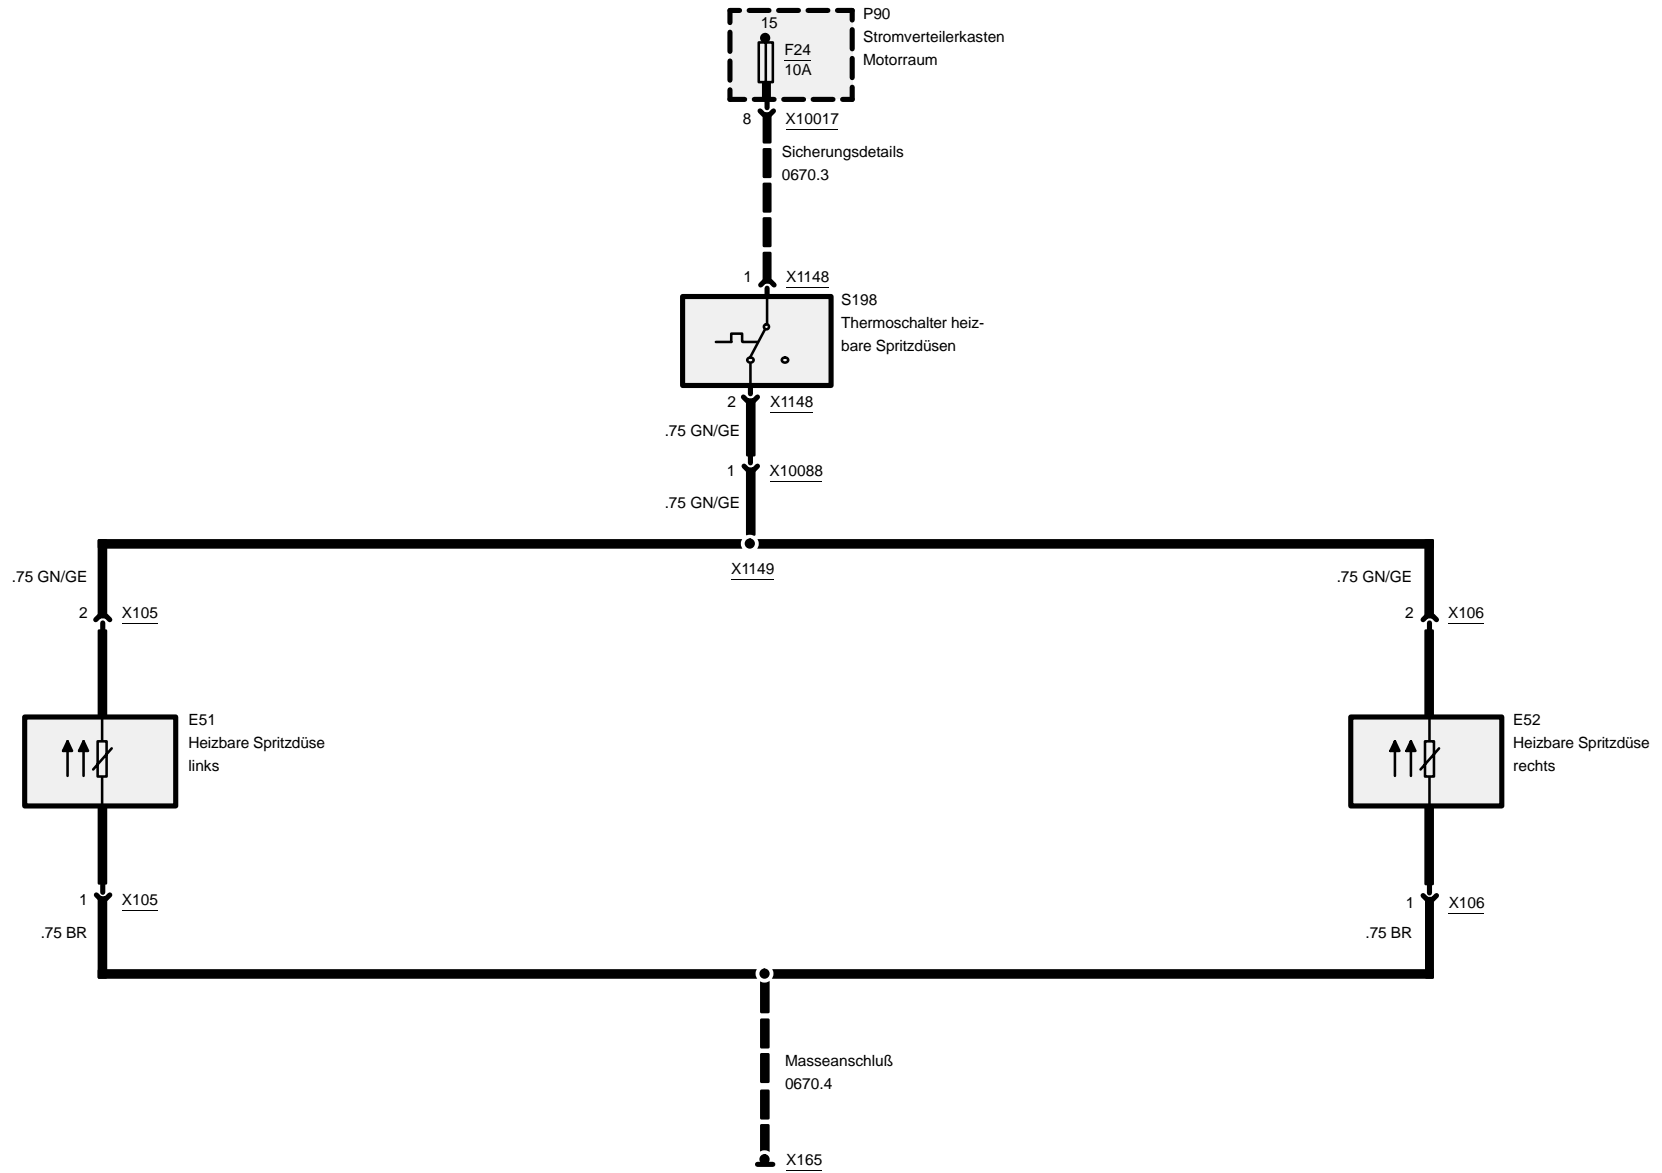 15
P90
Stromverteilerkasten
Motorraum
F24
10A
8 X10017
Sicherungsdetails
0670.3
1 X1148
S198
Thermoschalter heiz-
bare Spritzdüsen
2 X1148
.75 GN/GE
1 X10088
.75 GN/GE
X1149
.75 GN/GE
.75 GN/GE
2 X105
2 X106
E51
Heizbare Spritzdüse
links
E52
Heizbare Spritzdüse
rechts
1 X105
.75 BR
1 X106
.75 BR
Masseanschluß
0670.4
X165